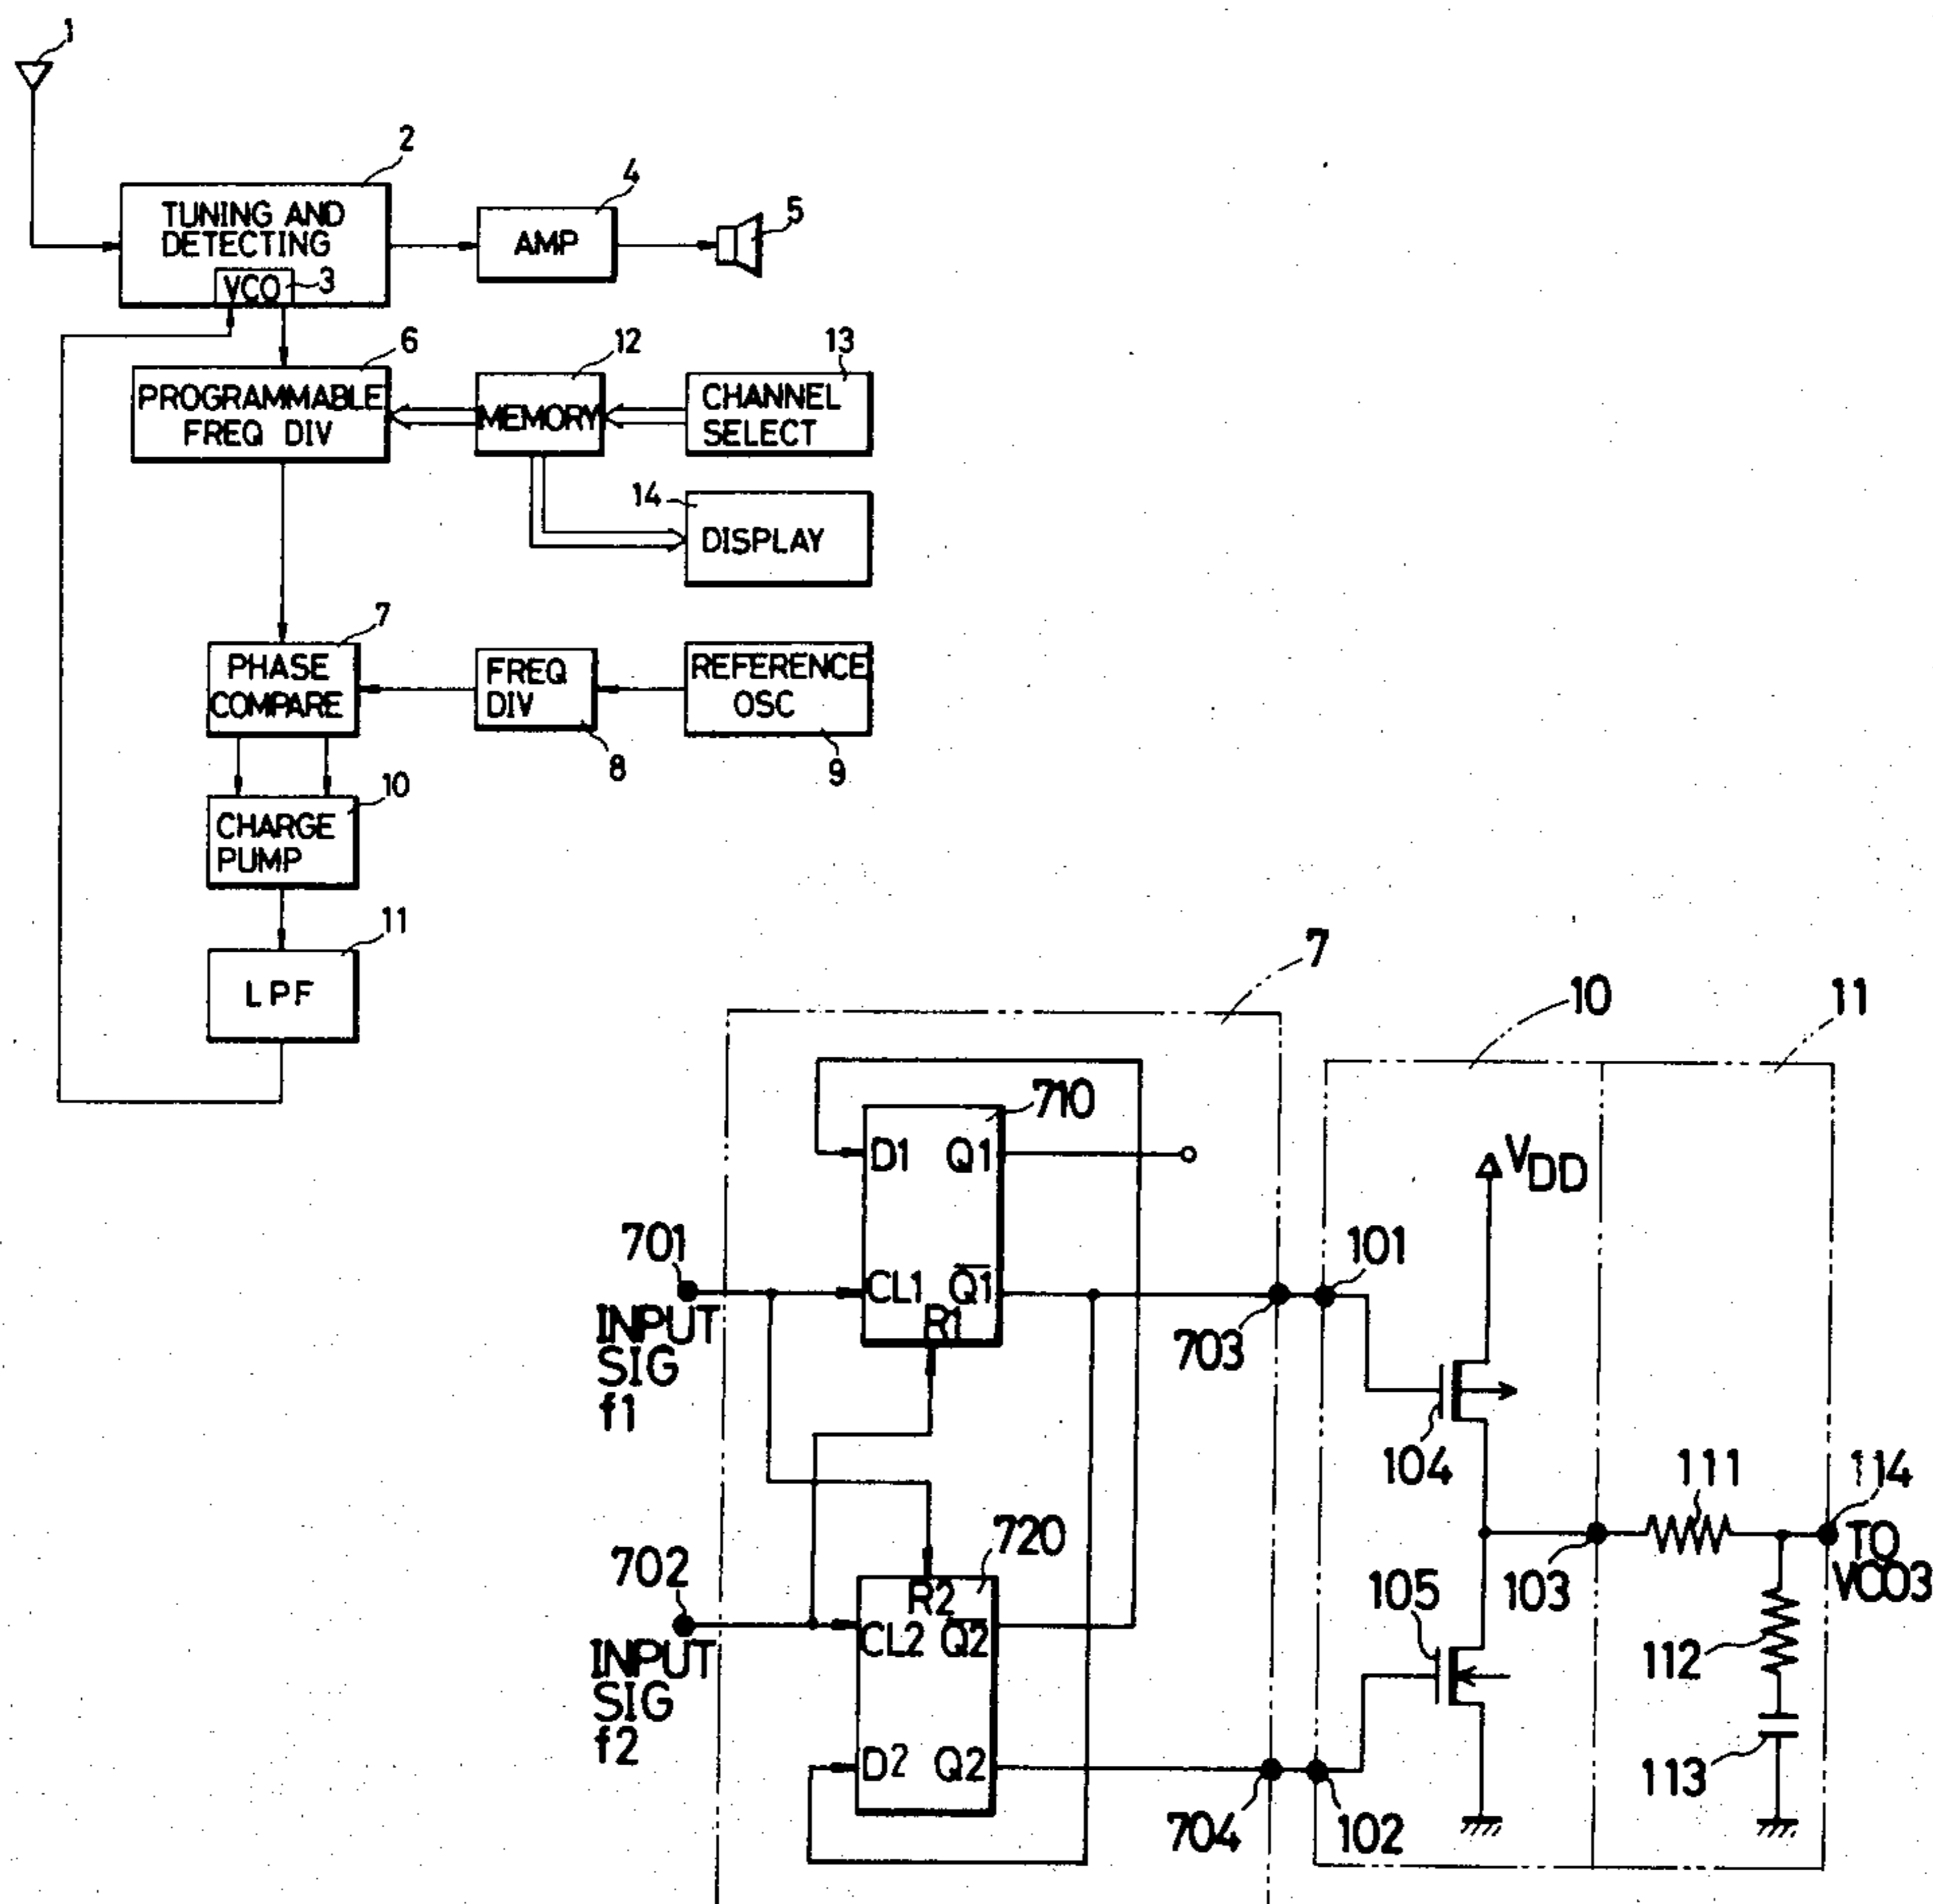 1
2
TUNING AND
DETECTING
VCO
3
4
AMP
5
6
PROGRAMMABLE
FREQ DIV
12
MEMORY
13
CHANNEL
SELECT
14
DISPLAY
7
PHASE
COMPARE
FREQ
DIV
8
REFERENCE
OSC
9
10
CHARGE
PUMP
11
LPF
7
10
11
710
D1 Q1
701
CL1 Q̅1̅
R1
INPUT
SIG
f1
703
101
VDD
104
111
114
TO
VCO3
103
720
702
R2
CL2 Q̅2̅
INPUT
SIG
f2
D2 Q2
704
102
105
112
113